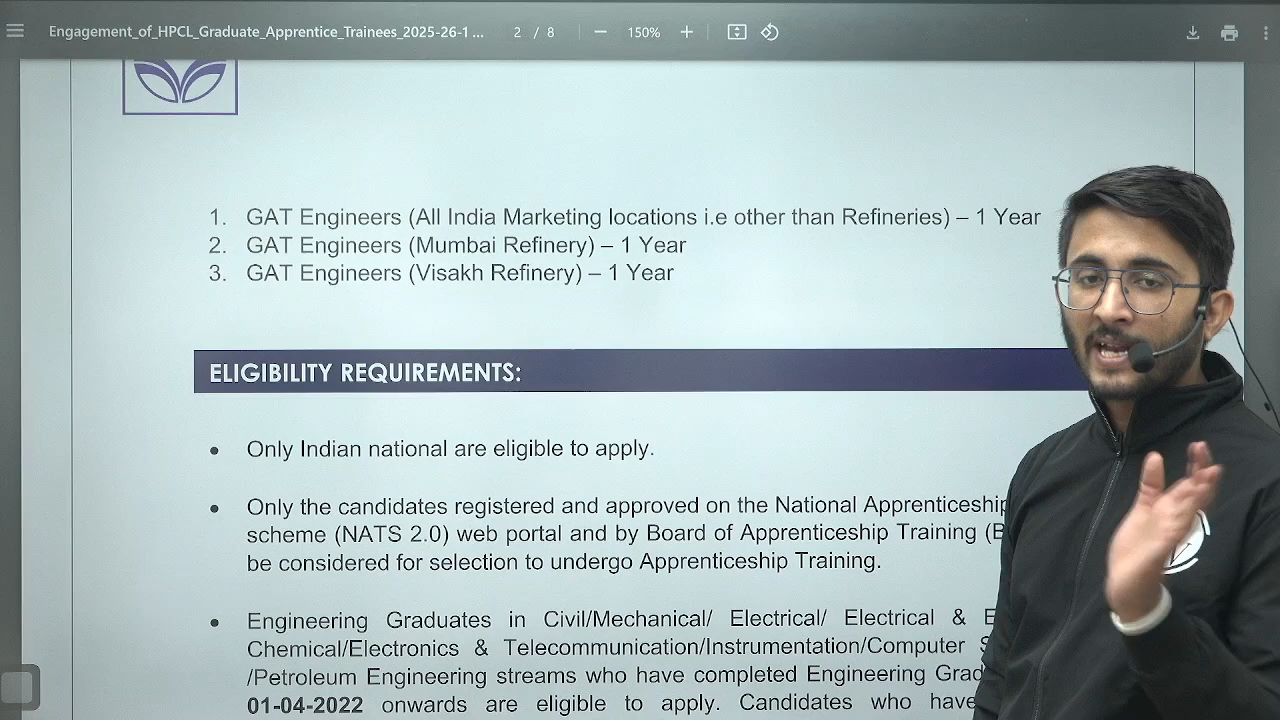 Engagement_of_HPCL_Graduate_Apprentice_Trainees_2025-26-1 ...
2 / 8
150%
1. GAT Engineers (All India Marketing locations i.e other than Refineries) – 1 Year
2. GAT Engineers (Mumbai Refinery) – 1 Year
3. GAT Engineers (Visakh Refinery) – 1 Year
ELIGIBILITY REQUIREMENTS:
• Only Indian national are eligible to apply.
• Only the candidates registered and approved on the National Apprenticeship
scheme (NATS 2.0) web portal and by Board of Apprenticeship Training (B
be considered for selection to undergo Apprenticeship Training.
• Engineering Graduates in Civil/Mechanical/ Electrical/ Electrical & E
Chemical/Electronics & Telecommunication/Instrumentation/Computer S
/Petroleum Engineering streams who have completed Engineering Grad
01-04-2022 onwards are eligible to apply. Candidates who have